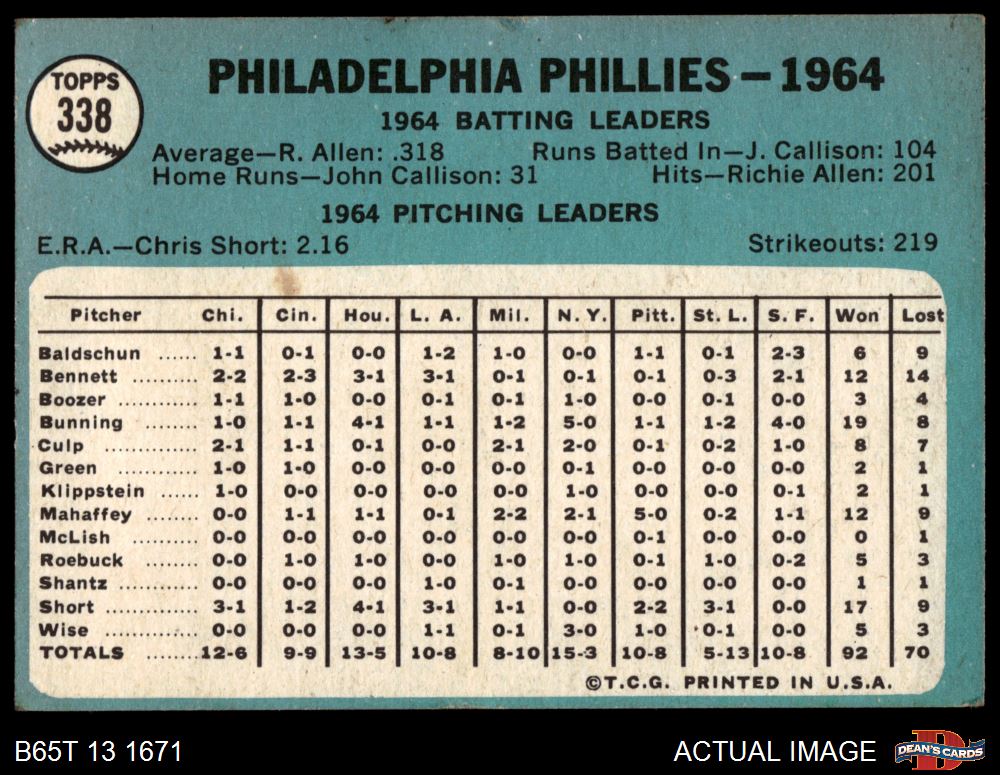 TOPPS
338
PHILADELPHIA PHILLIES—1964
1964 BATTING LEADERS
Average—R. Allen: .318 Runs Batted In—J. Callison: 104
Home Runs—John Callison: 31 Hits—Richie Allen: 201
1964 PITCHING LEADERS
E.R.A.—Chris Short: 2.16 Strikeouts: 219
Pitcher Chi. Cin. Hou. L. A. Mil. N. Y. Pitt. St. L. S. F. Won Lost
Baldschun ...... 1-1 0-1 0-0 1-2 1-0 0-0 1-1 0-1 2-3 6 9
Bennett .......... 2-2 2-3 3-1 3-1 0-1 0-1 0-1 0-3 2-1 12 14
Boozer ............ 1-1 1-0 0-0 0-1 0-1 1-0 0-0 0-1 0-0 3 4
Bunning .......... 1-0 1-1 4-1 1-1 1-2 5-0 1-1 1-2 4-0 19 8
Culp .............. 2-1 1-1 0-1 0-0 2-1 2-0 0-1 0-2 1-0 8 7
Green ............ 1-0 1-0 0-0 0-0 0-0 0-1 0-0 0-0 0-0 2 1
Klippstein ...... 1-0 0-0 0-0 0-0 0-0 1-0 0-0 0-0 0-1 2 1
Mahaffey ........ 0-0 1-1 1-1 0-1 2-2 2-1 5-0 0-2 1-1 12 9
McLish .......... 0-0 0-0 0-0 0-0 0-0 0-0 0-1 0-0 0-0 0 1
Roebuck ........ 0-0 1-0 1-0 0-0 1-0 1-0 0-1 1-0 0-2 5 3
Shantz .......... 0-0 0-0 0-0 1-0 0-1 0-0 0-0 0-0 0-0 1 1
Short ............ 3-1 1-2 4-1 3-1 1-1 0-0 2-2 3-1 0-0 17 9
Wise .............. 0-0 0-0 0-0 1-1 0-1 3-0 1-0 0-1 0-0 5 3
TOTALS ........ 12-6 9-9 13-5 10-8 8-10 15-3 10-8 5-13 10-8 92 70
©T.C.G. PRINTED IN U.S.A.
B65T 13 1671 ACTUAL IMAGE D DEAN'S CARDS